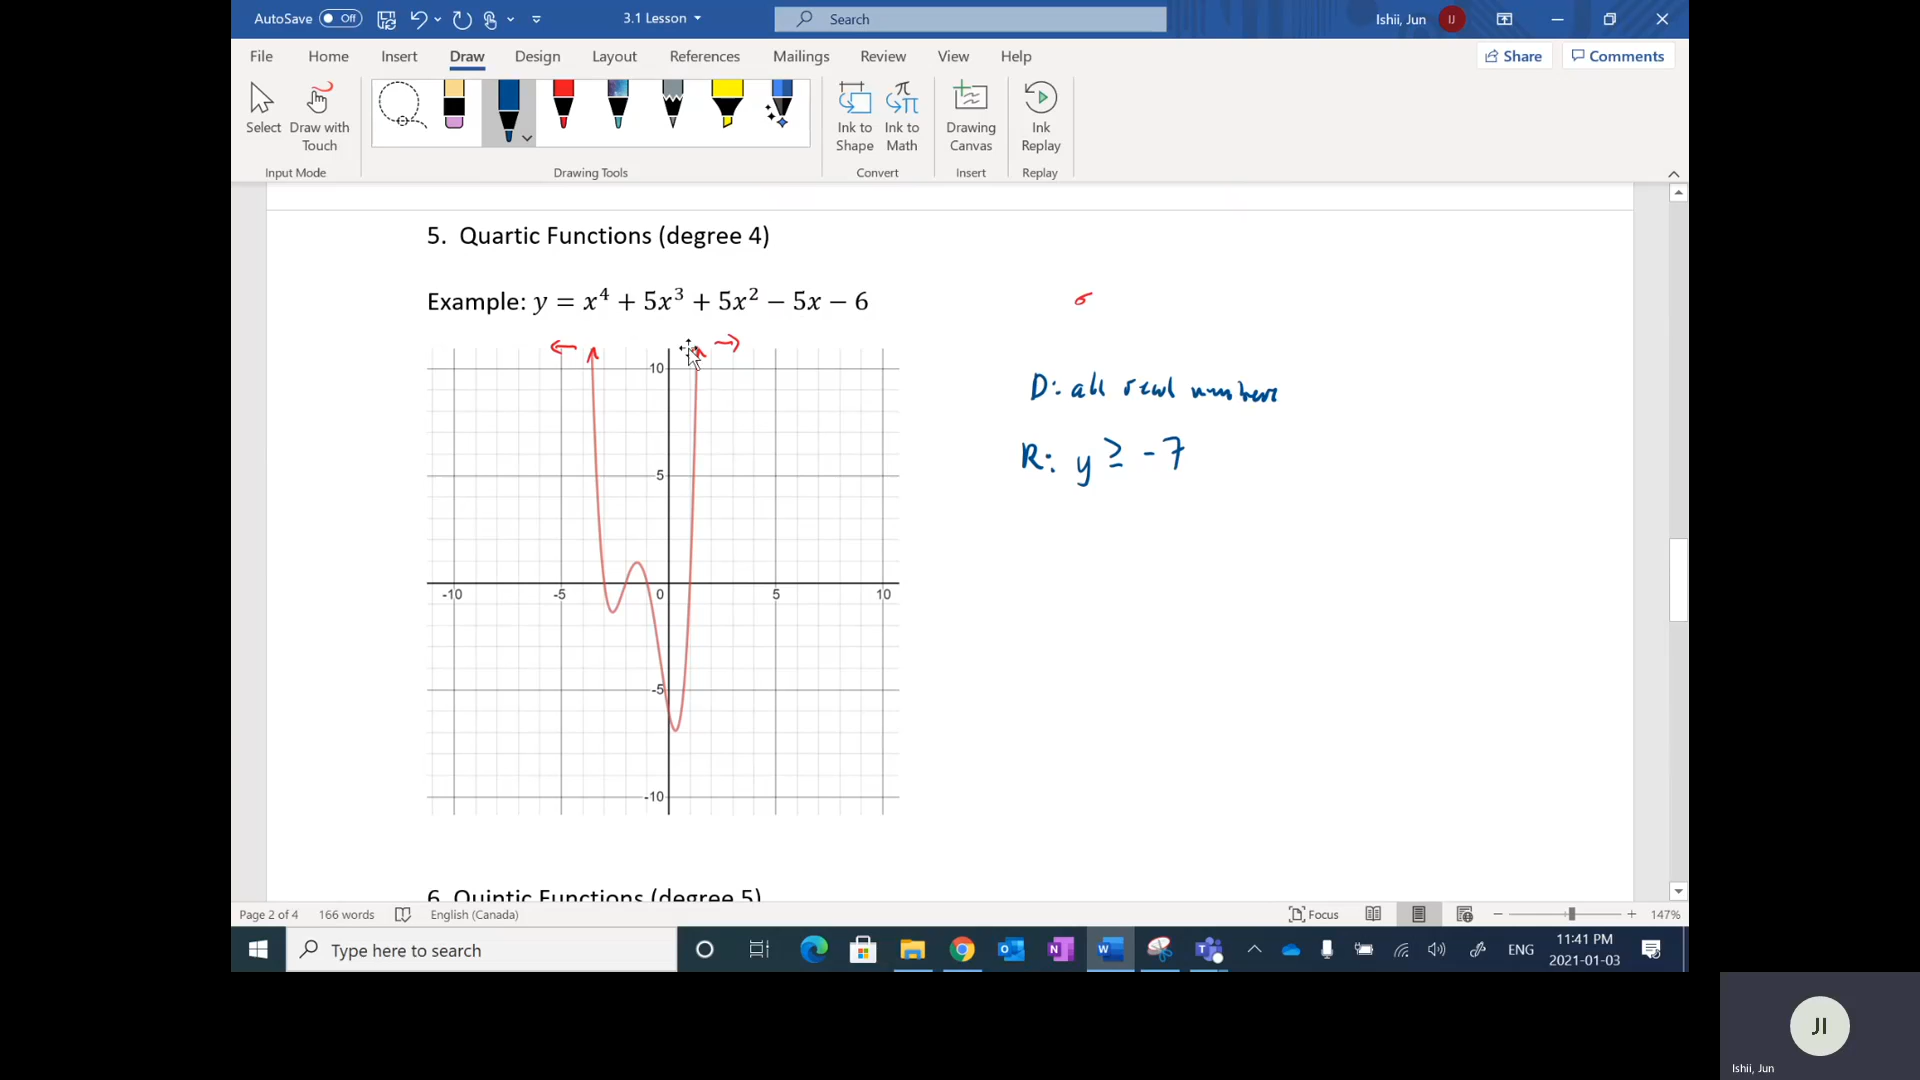 AutoSave Off 3.1 Lesson Search Ishii, Jun IJ
File Home Insert Draw Design Layout References Mailings Review View Help Share Comments
Select Draw with Touch Ink to Shape Ink to Math Drawing Canvas Ink Replay
Input Mode Drawing Tools Convert Insert Replay
5. Quartic Functions (degree 4)
Example: y = x⁴ + 5x³ + 5x² − 5x − 6
10
D: all real numbers
R: y ≥ -7
5
-10 -5 0 5 10
-5
-10
6. Quintic Functions (degree 5)
Page 2 of 4 166 words English (Canada) Focus 147%
Type here to search ENG 11:41 PM
2021-01-03
JI
Ishii, Jun